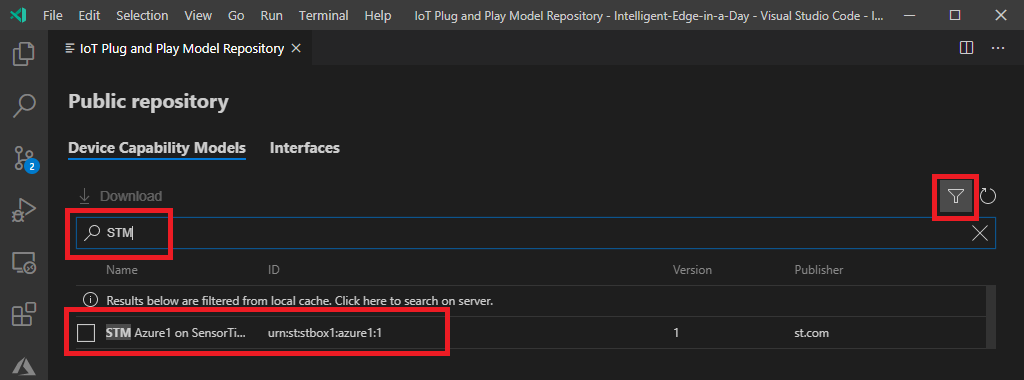 File Edit Selection View Go Run Terminal Help IoT Plug and Play Model Repository - Intelligent-Edge-in-a-Day - Visual Studio Code - I...
IoT Plug and Play Model Repository
Public repository
Device Capability Models Interfaces
Download
STM
Name ID Version Publisher
Results below are filtered from local cache. Click here to search on server.
STM Azure1 on SensorTi... urn:st:stbox1:azure1:1 1 st.com
2